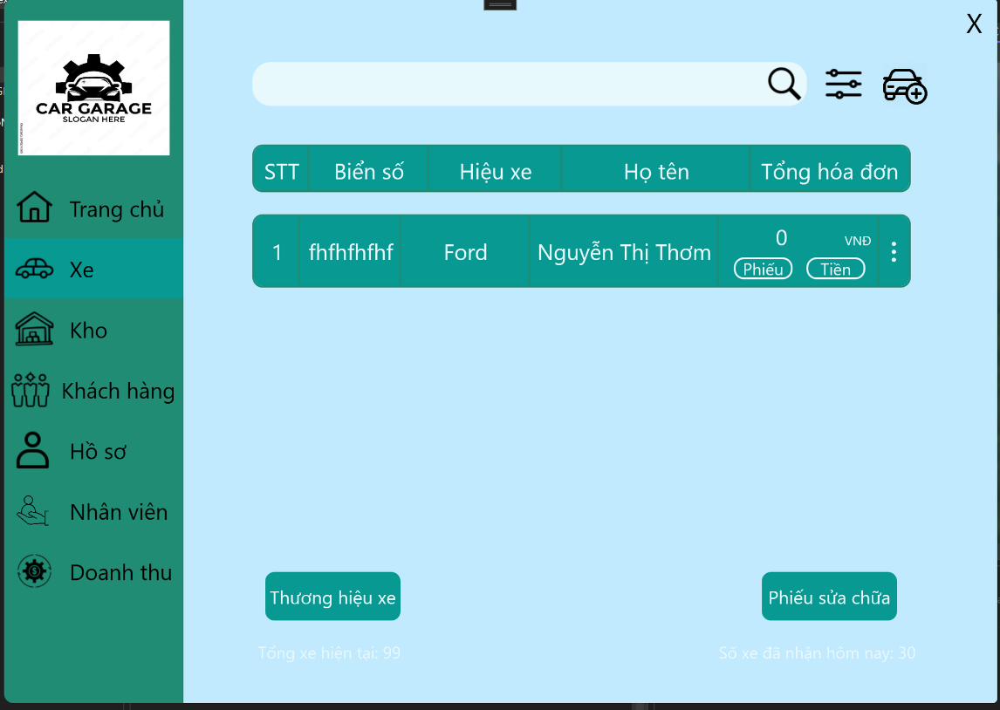 X
CAR GARAGE
SLOGAN HERE
Trang chủ
Xe
Kho
Khách hàng
Hồ sơ
Nhân viên
Doanh thu
STT Biển số Hiệu xe Họ tên Tổng hóa đơn
1 fhfhfhfhf Ford Nguyễn Thị Thơm 0 VNĐ
Phiếu Tiền
Thương hiệu xe Phiếu sửa chữa
Tổng xe hiện tại: 99 Số xe đã nhận hôm nay: 30